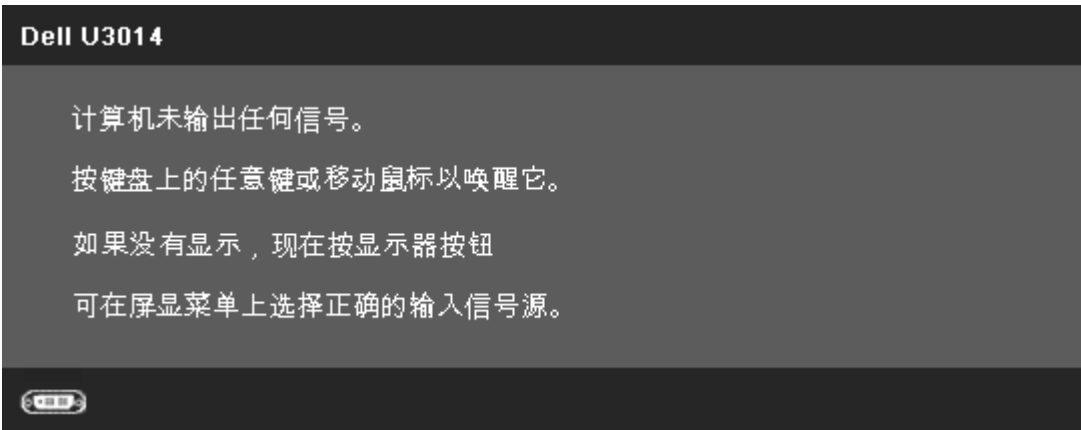 Dell U3014
计算机未输出任何信号。
按键盘上的任意键或移动鼠标以唤醒它。
如果没有显示，现在按显示器按钮
可在屏显菜单上选择正确的输入信号源。